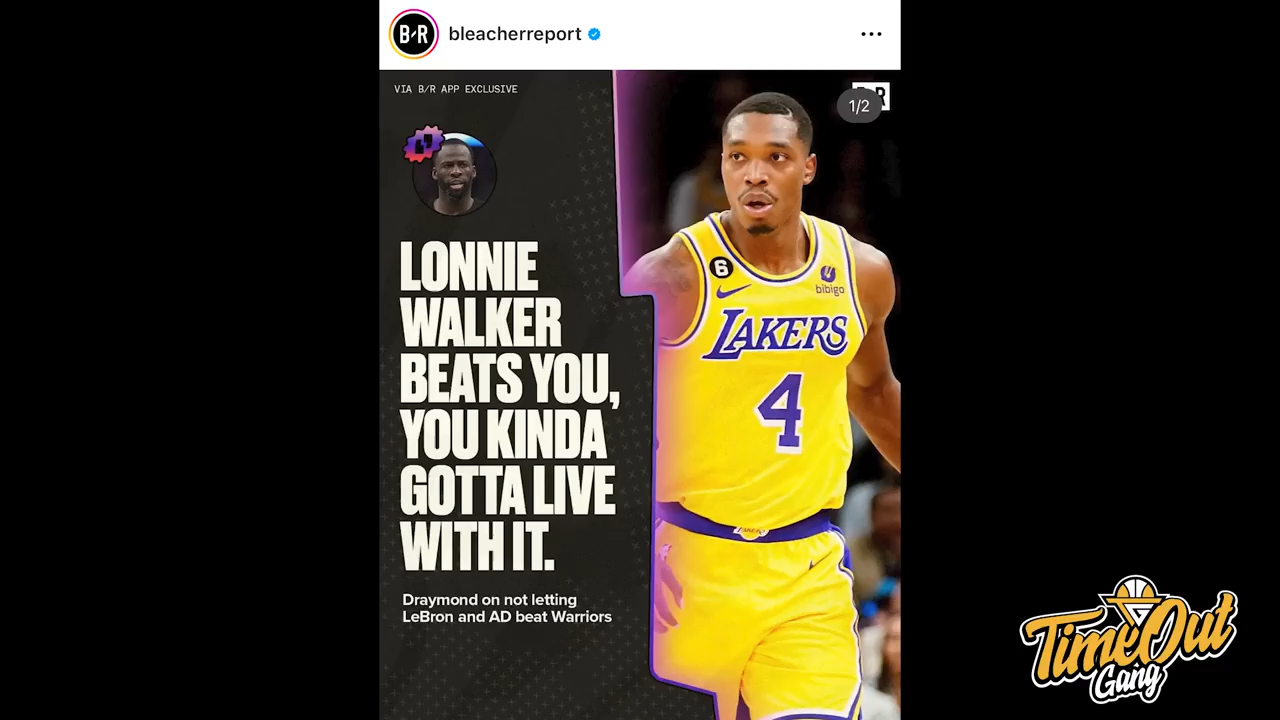 B/R bleacherreport
VIA B/R APP EXCLUSIVE
1/2
R
LONNIE
WALKER
BEATS YOU,
YOU KINDA
GOTTA LIVE
WITH IT.
Draymond on not letting
LeBron and AD beat Warriors
6
bibigo
LAKERS
4
LAKERS
TimeOut
G
Gang